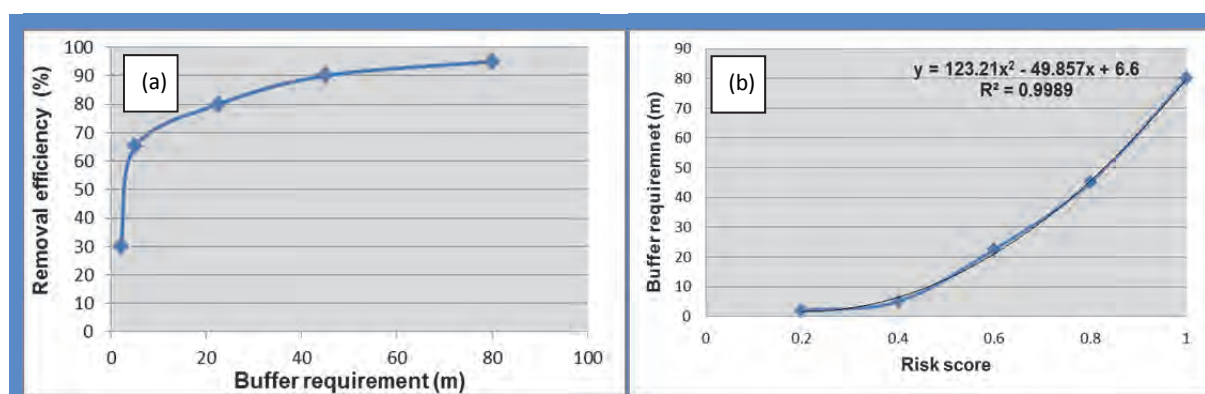 (a)
Removal efficiency (%)
100
90
80
70
60
50
40
30
20
10
0
0 20 40 60 80 100
Buffer requirement (m)
(b)
y = 123.21x² - 49.857x + 6.6
R² = 0.9989
Buffer requiremnet (m)
90
80
70
60
50
40
30
20
10
0
0 0.2 0.4 0.6 0.8 1
Risk score